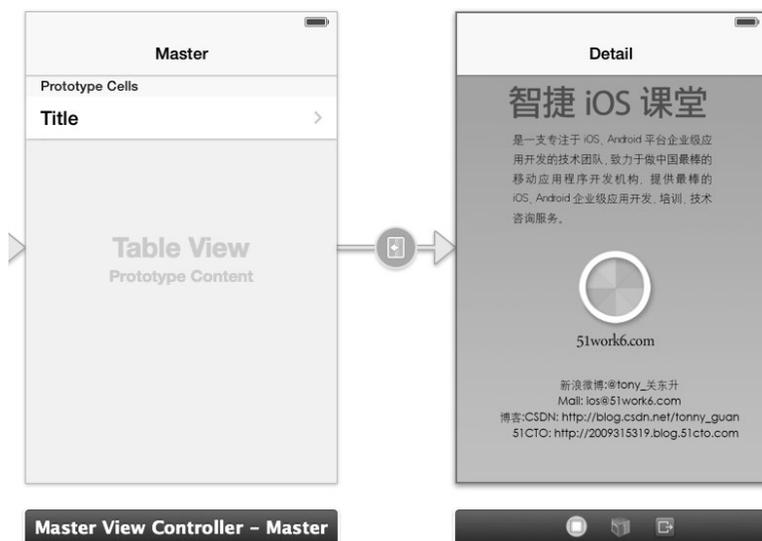 Master
Prototype Cells
Title
Table View
Prototype Content
Master View Controller – Master
Detail
智捷 iOS 课堂
是一支专注于 iOS、Android 平台企业级应
用开发的技术团队，致力于做中国最棒的
移动应用程序开发机构，提供最棒的
iOS、Android 企业级应用开发、培训、技术
咨询服务。
51work6.com
新浪微博:@tony_关东升
Mail: ios@51work6.com
博客:CSDN: http://blog.csdn.net/tonny_guan
51CTO: http://2009315319.blog.51cto.com